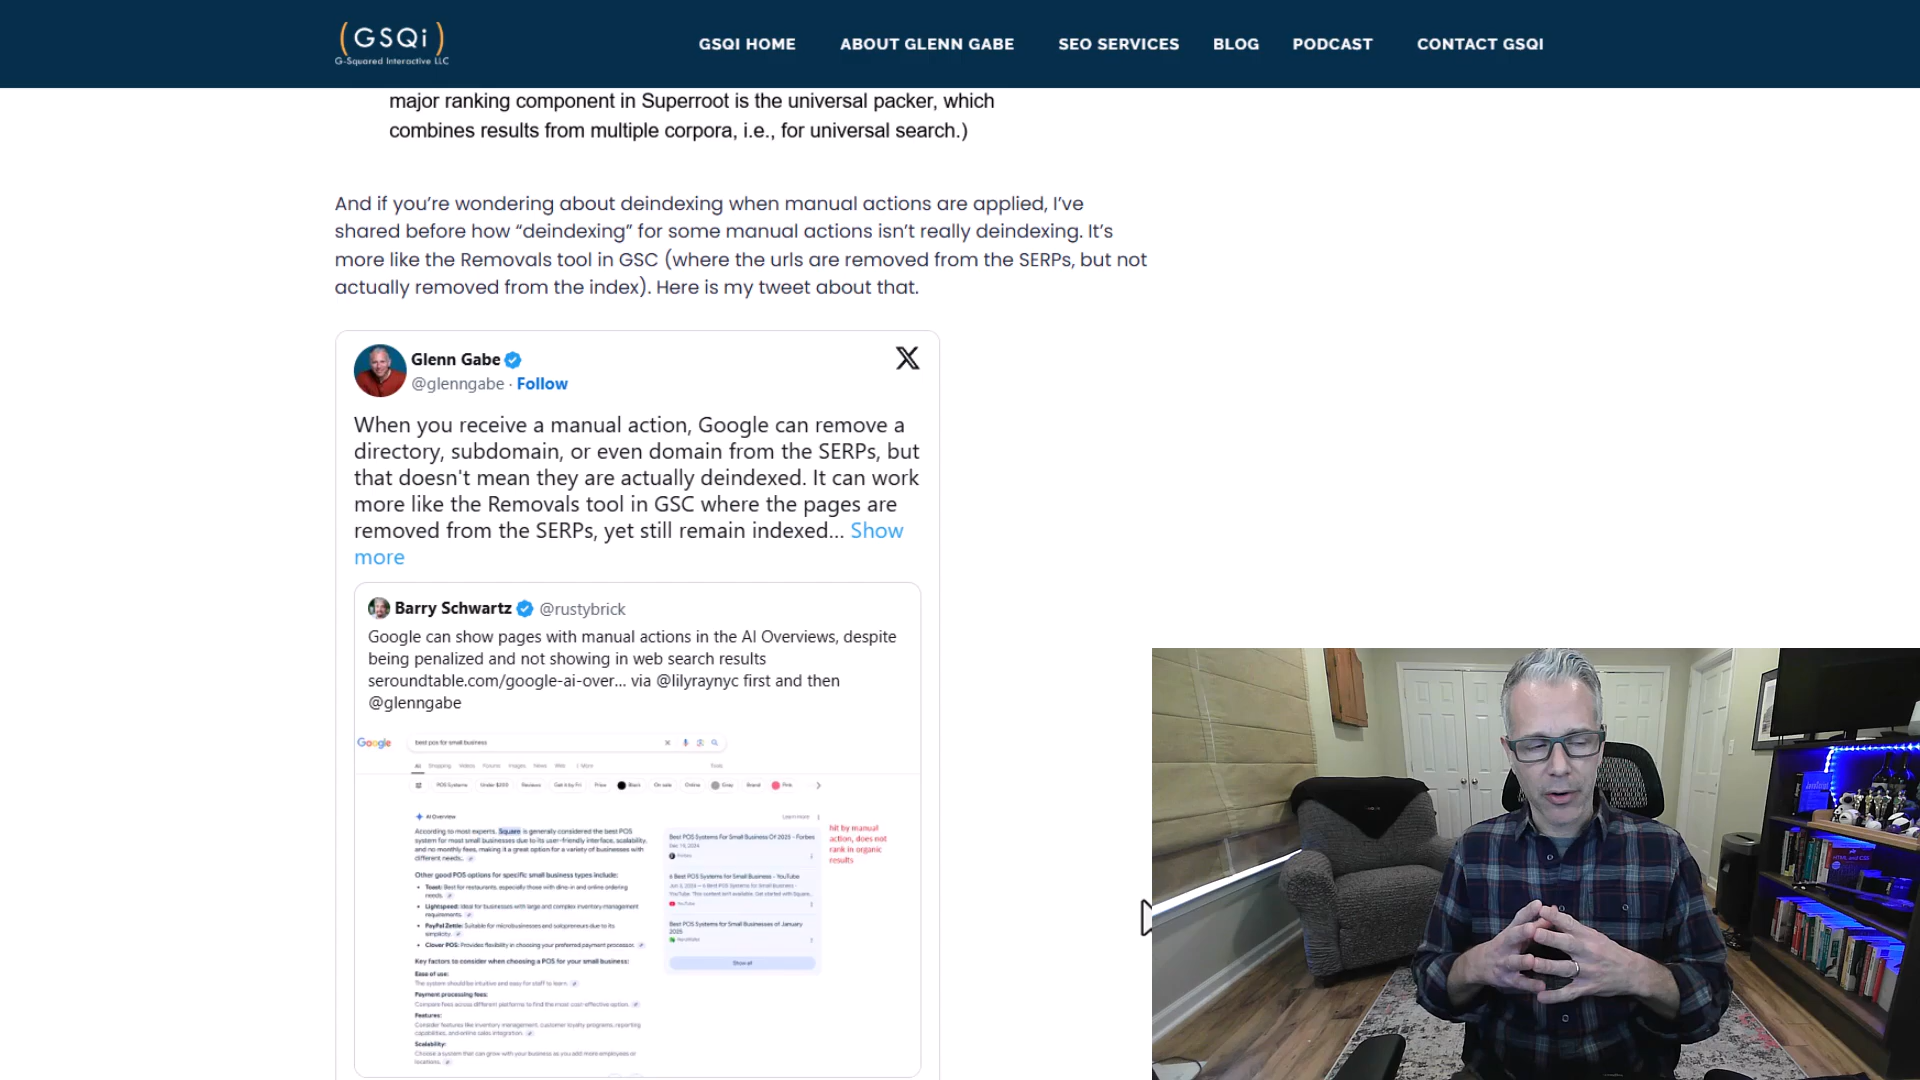 (GSQi)
G-Squared Interactive LLC
GSQI HOME
ABOUT GLENN GABE
SEO SERVICES
BLOG
PODCAST
CONTACT GSQI
major ranking component in Superroot is the universal packer, which
combines results from multiple corpora, i.e., for universal search.)
And if you’re wondering about deindexing when manual actions are applied, I’ve
shared before how “deindexing” for some manual actions isn’t really deindexing. It’s
more like the Removals tool in GSC (where the urls are removed from the SERPs, but not
actually removed from the index). Here is my tweet about that.
Glenn Gabe
@glenngabe · Follow
When you receive a manual action, Google can remove a
directory, subdomain, or even domain from the SERPs, but
that doesn't mean they are actually deindexed. It can work
more like the Removals tool in GSC where the pages are
removed from the SERPs, yet still remain indexed... Show
more
Barry Schwartz @rustybrick
Google can show pages with manual actions in the AI Overviews, despite
being penalized and not showing in web search results
seroundtable.com/google-ai-over... via @lilyraynyc first and then
@glenngabe
Google
best pos for small business
All Shopping Videos Forums Images News Web More
Tools
POS Systems Under $200 Reviews Get it by Fri Price Black On sale Online Gray Brand Pink
AI Overview
Learn more
According to most experts, Square is generally considered the best POS
system for most small businesses due to its user-friendly interface, scalability,
and no monthly fees, making it a great option for a variety of businesses with
different needs.
Other good POS options for specific small business types include:
Toast: Best for restaurants, especially those with dine-in and online ordering
needs.
Lightspeed: Ideal for businesses with large and complex inventory management
requirements.
PayPal Zettle: Suitable for microbusinesses and solopreneurs due to its
simplicity.
Clover POS: Provides flexibility in choosing your preferred payment processor.
Key factors to consider when choosing a POS for your small business:
Ease of use:
The system should be intuitive and easy for staff to learn.
Payment processing fees:
Compare fees across different platforms to find the most cost-effective option.
Features:
Consider features like inventory management, customer loyalty programs, reporting
capabilities, and online sales integration.
Scalability:
Choose a system that can grow with your business as you add more employees or
locations.
Best POS Systems For Small Business Of 2025 - Forbes
Dec 19, 2024
Forbes
6 Best POS Systems for Small Business - YouTube
Jun 5, 2024 — 6 Best POS Systems for Small Business -
YouTube. This content isn't available. Get started with Square
YouTube
Best POS Systems for Small Businesses of January
2025
NerdWallet
Show all
hit by manual
action, does not
rank in organic
results